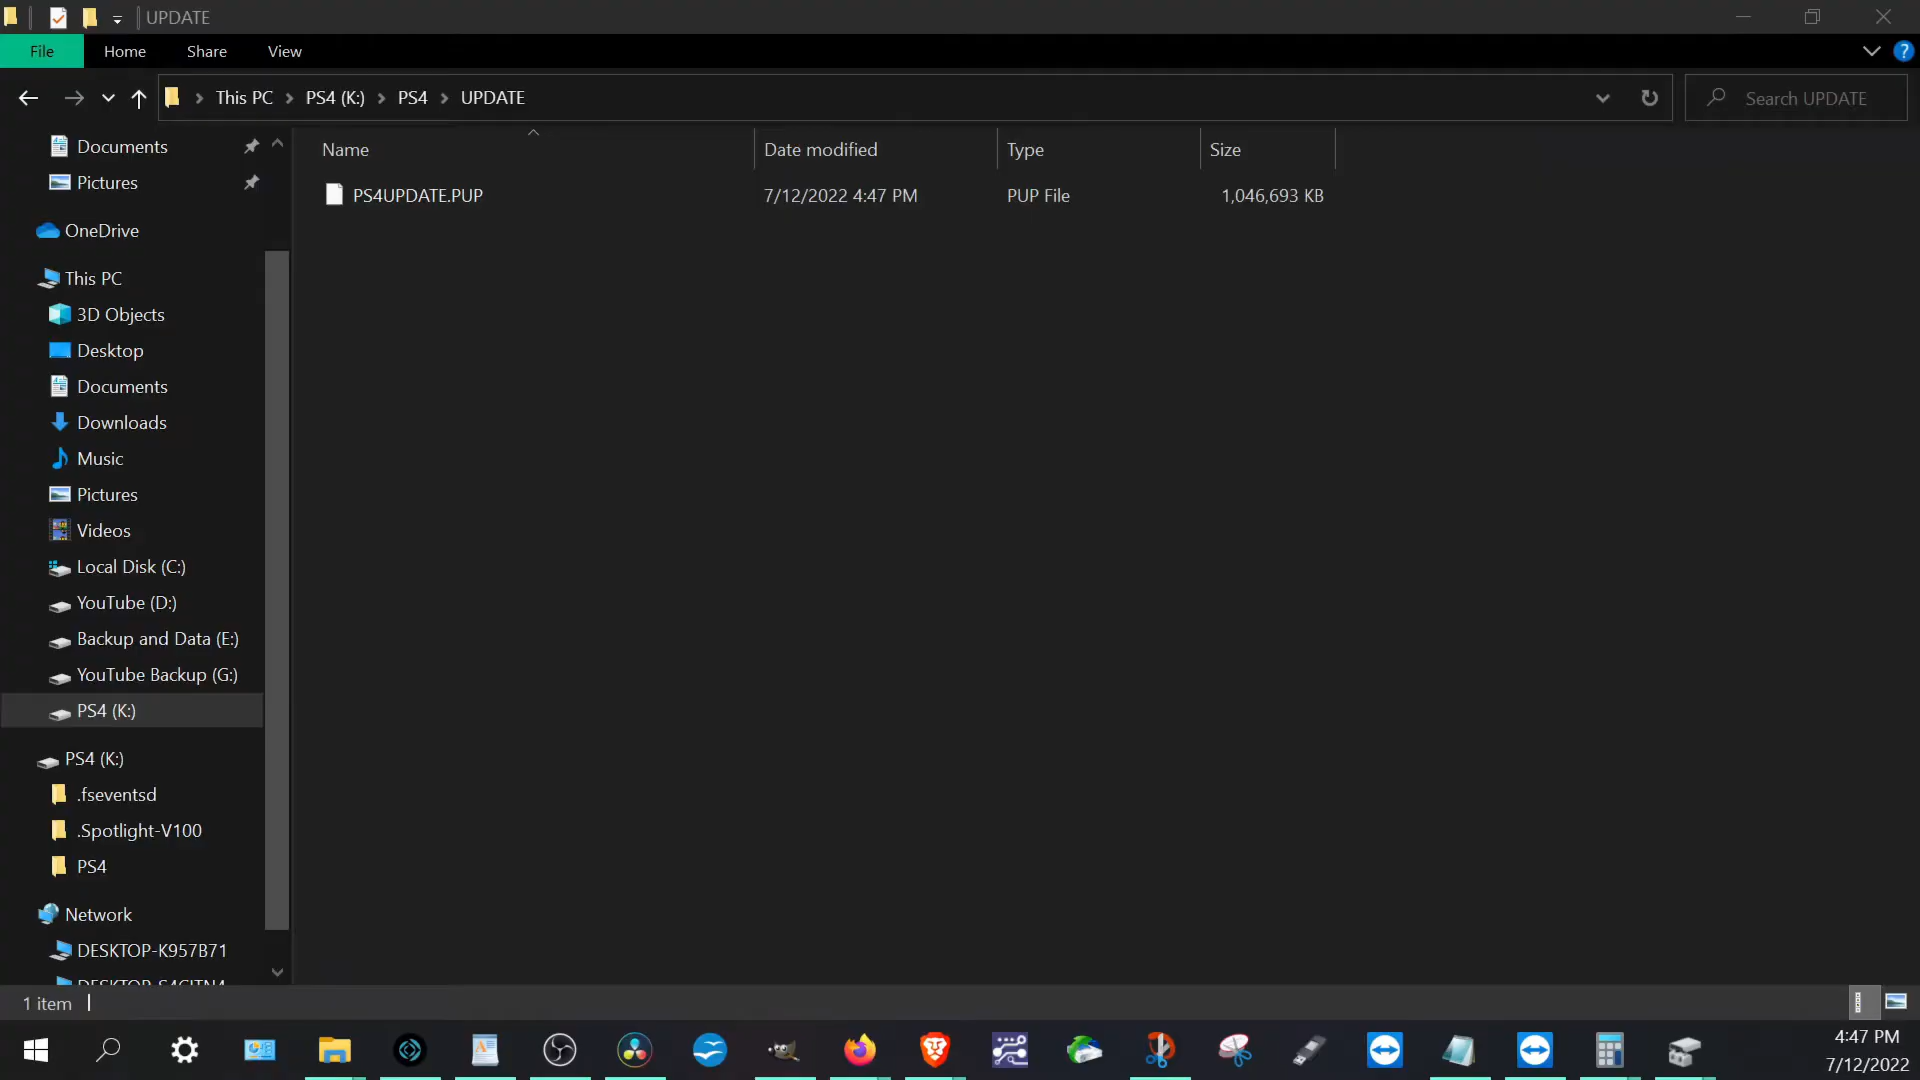 UPDATE
File Home Share View
?
This PC PS4 (K:) PS4 UPDATE
Search UPDATE
Name Date modified Type Size
PS4UPDATE.PUP 7/12/2022 4:47 PM PUP File 1,046,693 KB
Documents
Pictures
OneDrive
This PC
3D Objects
Desktop
Documents
Downloads
Music
Pictures
Videos
Local Disk (C:)
YouTube (D:)
Backup and Data (E:)
YouTube Backup (G:)
PS4 (K:)
PS4 (K:)
.fseventsd
.Spotlight-V100
PS4
Network
DESKTOP-K957B71
1 item
4:47 PM
7/12/2022